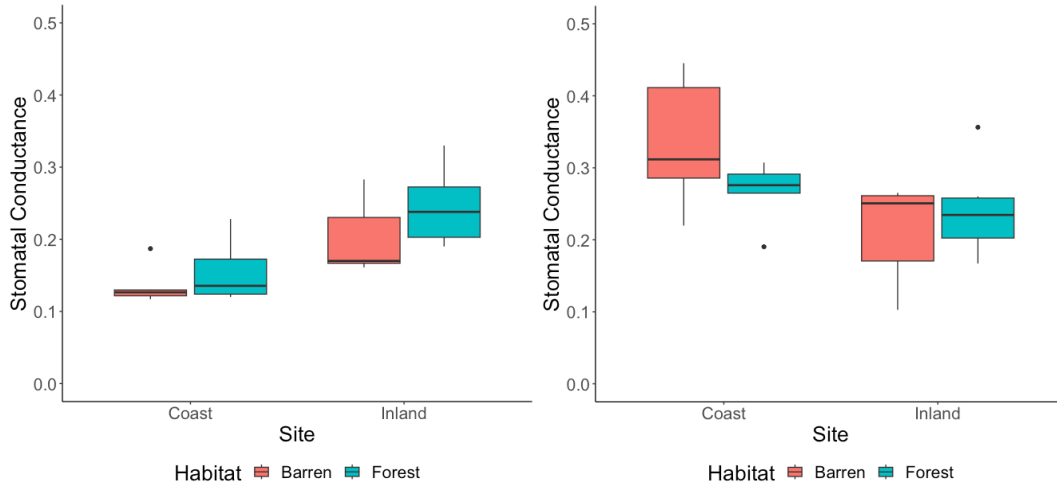 Stomatal Conductance
0.5
0.4
0.3
0.2
0.1
0.0
Coast Inland
Site
Habitat Barren Forest
Stomatal Conductance
0.5
0.4
0.3
0.2
0.1
0.0
Coast Inland
Site
Habitat Barren Forest